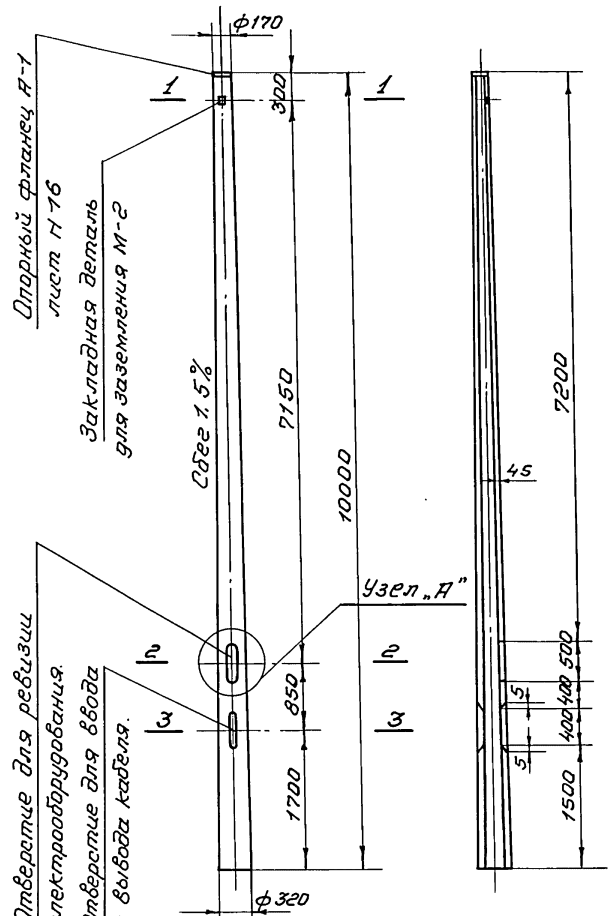 Опорный фланец А-1
лист Н 16
Закладная деталь
для заземления М-2
Отверстие для ревизии
электрооборудования.
Отверстие для ввода
вывода кабеля.
Сбег 1.5%
ф170
1
1
300
7150
10000
Узел „А"
2
2
850
3
3
1700
ф320
7200
45
500
400
5
400
5
1500